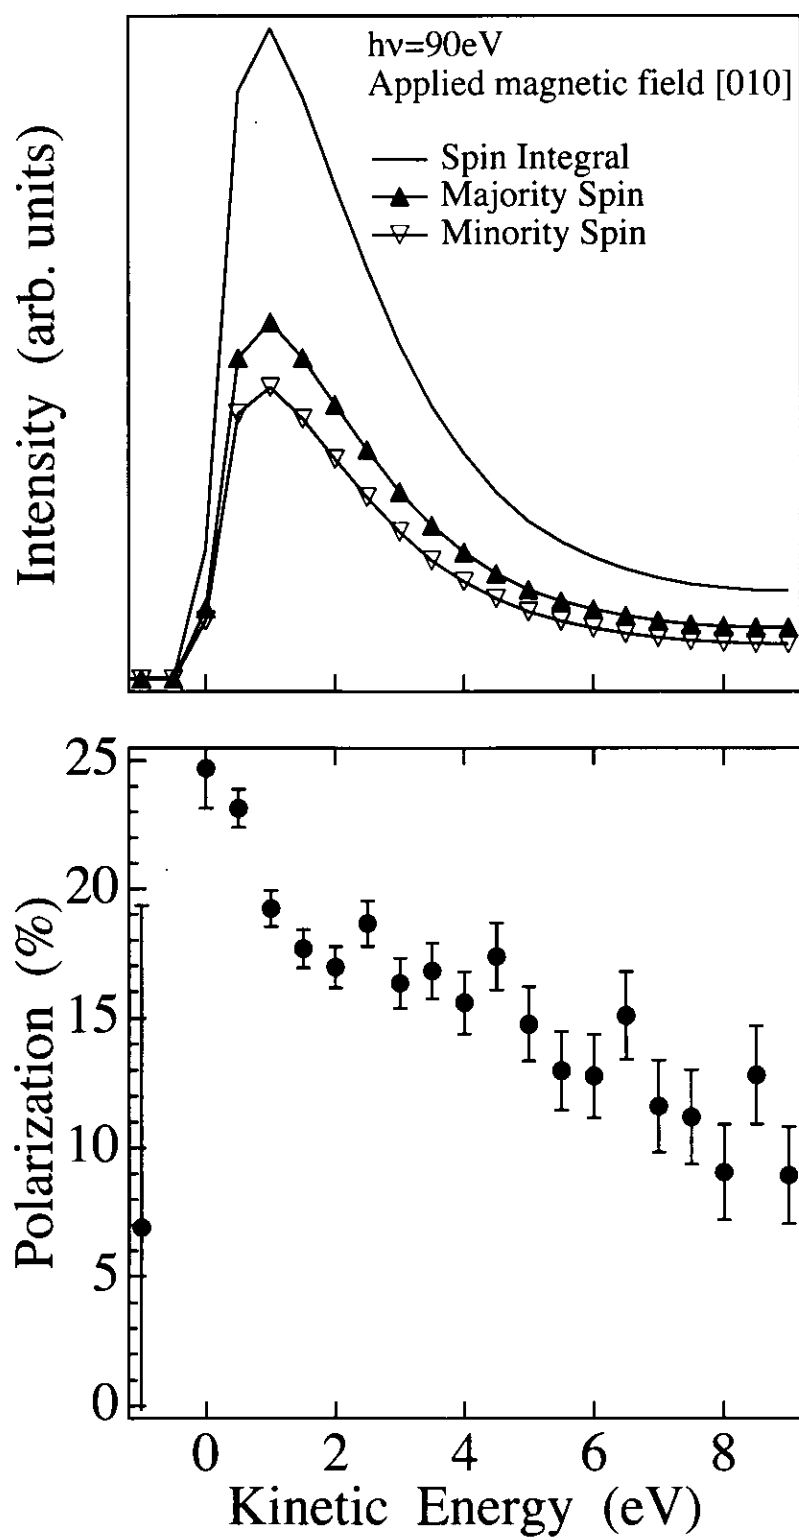 hν=90eV
Applied magnetic field [010]
Spin Integral
Majority Spin
Minority Spin
Intensity (arb. units)
25
20
15
10
5
0
Polarization (%)
0 2 4 6 8
Kinetic Energy (eV)